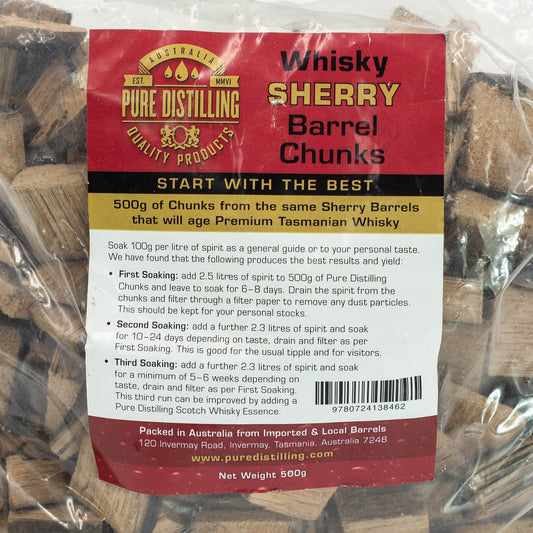 AUSTRALIA
EST. MMVI
PURE DISTILLING
QUALITY PRODUCTS
Whisky
SHERRY
Barrel
Chunks
START WITH THE BEST
500g of Chunks from the same Sherry Barrels
that will age Premium Tasmanian Whisky
Soak 100g per litre of spirit as a general guide or to your personal taste.
We have found that the following produces the best results and yield:
• First Soaking: add 2.5 litres of spirit to 500g of Pure Distilling
Chunks and leave to soak for 6-8 days. Drain the spirit from the
chunks and filter through a filter paper to remove any dust particles.
This should be kept for your personal stocks.
• Second Soaking: add a further 2.3 litres of spirit and soak
for 10-24 days depending on taste, drain and filter as per
First Soaking. This is good for the usual tipple and for visitors.
• Third Soaking: add a further 2.3 litres of spirit and soak
for a minimum of 5-6 weeks depending on
taste, drain and filter as per First Soaking.
This third run can be improved by adding a
Pure Distilling Scotch Whisky Essence.
9780724138462
Packed in Australia from Imported & Local Barrels
120 Invermay Road, Invermay, Tasmania, Australia 7248
www.puredistilling.com
Net Weight 500g